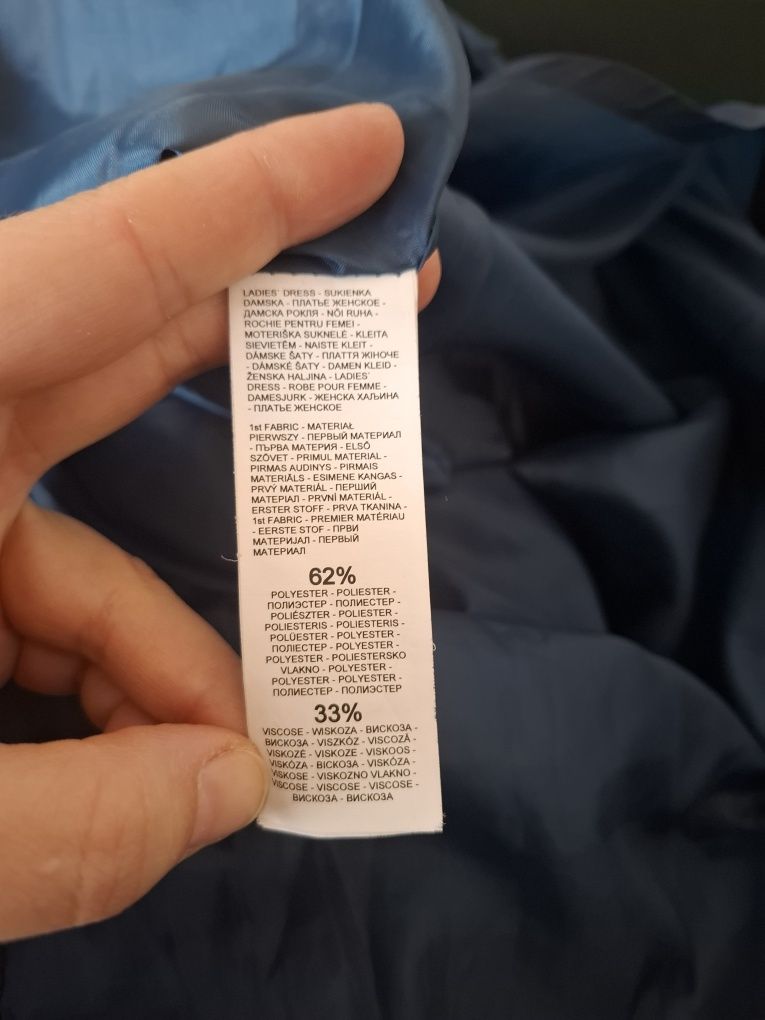 LADIES' DRESS - SUKIENKA
DAMSKA - ПЛАТЬЕ ЖЕНСКОЕ -
ДАМСКА РОКЛЯ - NŐI RUHA -
ROCHIE PENTRU FEMEI -
MOTERIŠKA SUKNELĖ - KLEITA
SIEVIETĒM - NAISTE KLEIT -
DÁMSKE ŠATY - ПЛАТТЯ ЖІНОЧЕ
- DÁMSKÉ ŠATY - DAMEN KLEID -
ŽENSKA HALJINA - LADIES'
DRESS - ROBE POUR FEMME -
DAMESJURK - ЖЕНСКА ХАЉИНА
- ПЛАТЬЕ ЖЕНСКОЕ
1st FABRIC - MATERIAŁ
PIERWSZY - ПЕРВЫЙ МАТЕРИАЛ
- ПЪРВА МАТЕРИЯ - ELSŐ
SZÖVET - PRIMUL MATERIAL -
PIRMAS AUDINYS - PIRMAIS
MATERIĀLS - ESIMENE KANGAS -
PRVÝ MATERIÁL - ПЕРШИЙ
МАТЕРІАЛ - PRVNÍ MATERIÁL -
ERSTER STOFF - PRVA TKANINA -
1st FABRIC - PREMIER MATÉRIAU
- EERSTE STOF - ПРВИ
МАТЕРИЈАЛ - ПЕРВЫЙ
МАТЕРИАЛ
62%
POLYESTER - POLIESTER -
ПОЛИЭСТЕР - ПОЛИЕСТЕР -
POLIÉSZTER - POLIESTER -
POLIESTERIS - POLIESTERIS -
POLÜESTER - POLYESTER -
ПОЛІЕСТЕР - POLYESTER -
POLYESTER - POLIESTERSKO
VLAKNO - POLYESTER -
POLYESTER - POLYESTER -
ПОЛИЕСТЕР - ПОЛИЭСТЕР
33%
VISCOSE - WISKOZA - ВИСКОЗА -
ВИСКОЗА - VISZKÓZ - VISCOZĂ -
VISKOZĖ - VISKOZE - VISKOOS -
VISKÓZA - ВІСКОЗА - VISKÓZA -
VISKOSE - VISKOZNO VLAKNO -
VISCOSE - VISCOSE - VISCOSE -
ВИСКОЗА - ВИСКОЗА